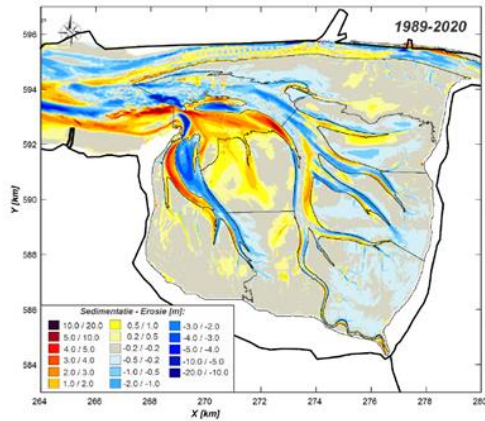 1989-2020
596
594
592
590
588
586
584
Y [km]
Sedimentatie - Erosie [m]:
10.0 / 20.0 0.5 / 1.0 -3.0 / -2.0
5.0 / 10.0 0.2 / 0.5 -4.0 / -3.0
4.0 / 5.0 0.2 / -0.2 -5.0 / -4.0
3.0 / 4.0 -0.5 / -0.2 -10.0 / -5.0
2.0 / 3.0 -1.0 / -0.5 -20.0 / -10.0
1.0 / 2.0 -2.0 / -1.0
264 266 268 270 272 274 276 278 280
X [km]